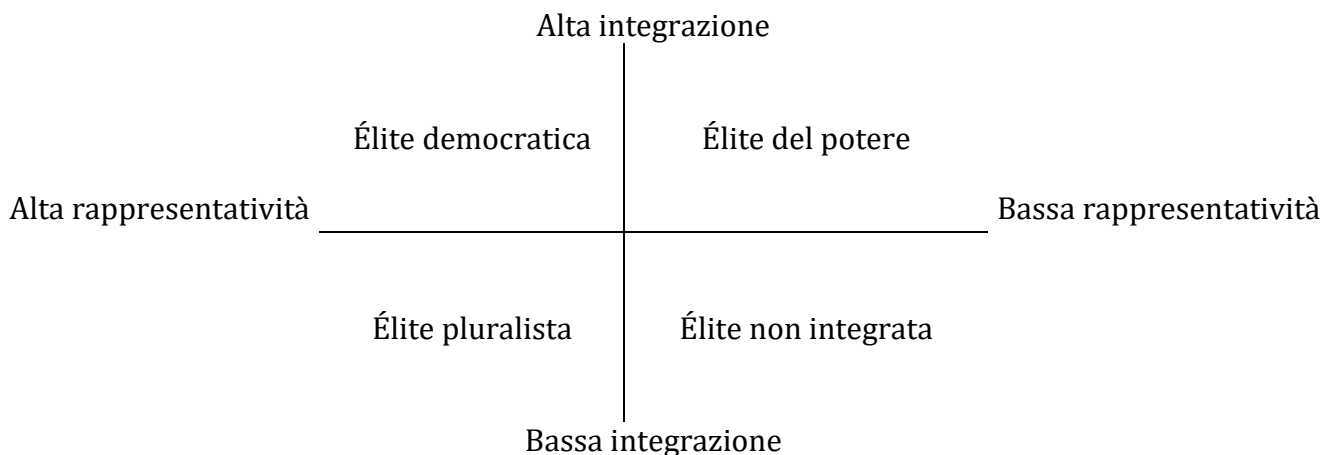 Alta integrazione
Élite democratica
Élite del potere
Alta rappresentatività
Bassa rappresentatività
Élite pluralista
Élite non integrata
Bassa integrazione